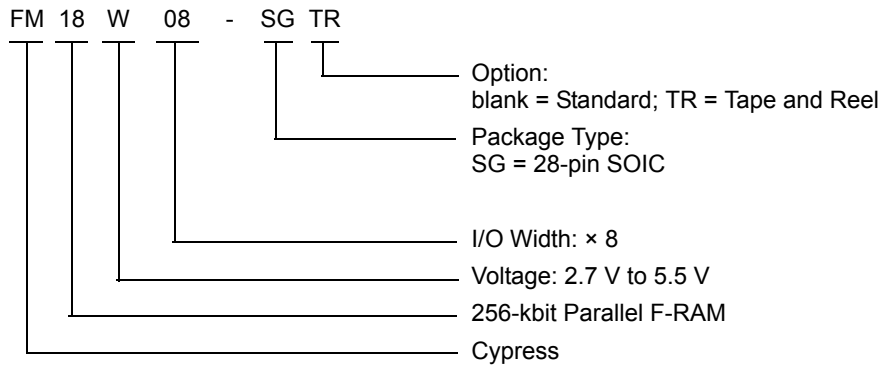 FM 18 W 08 - SG TR
Option:
blank = Standard; TR = Tape and Reel
Package Type:
SG = 28-pin SOIC
I/O Width: × 8
Voltage: 2.7 V to 5.5 V
256-kbit Parallel F-RAM
Cypress